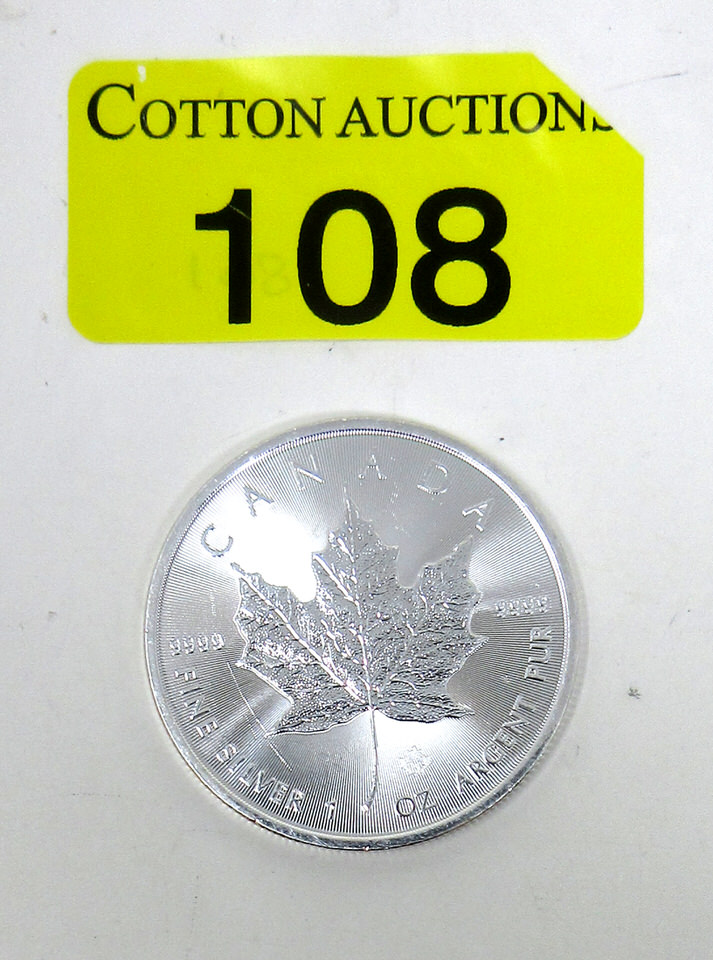 COTTON AUCTIONS
108
CANADA
9999
9999
FINE SILVER 1 OZ ARGENT PUR